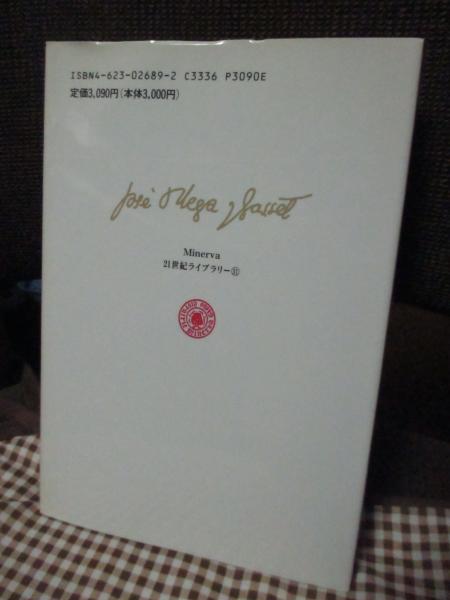 ISBN4-623-02689-2 C3336 P3090E
定価3,090円(本体3,000円)
José Ortega y Gasset
Minerva
21世紀ライブラリー⑪